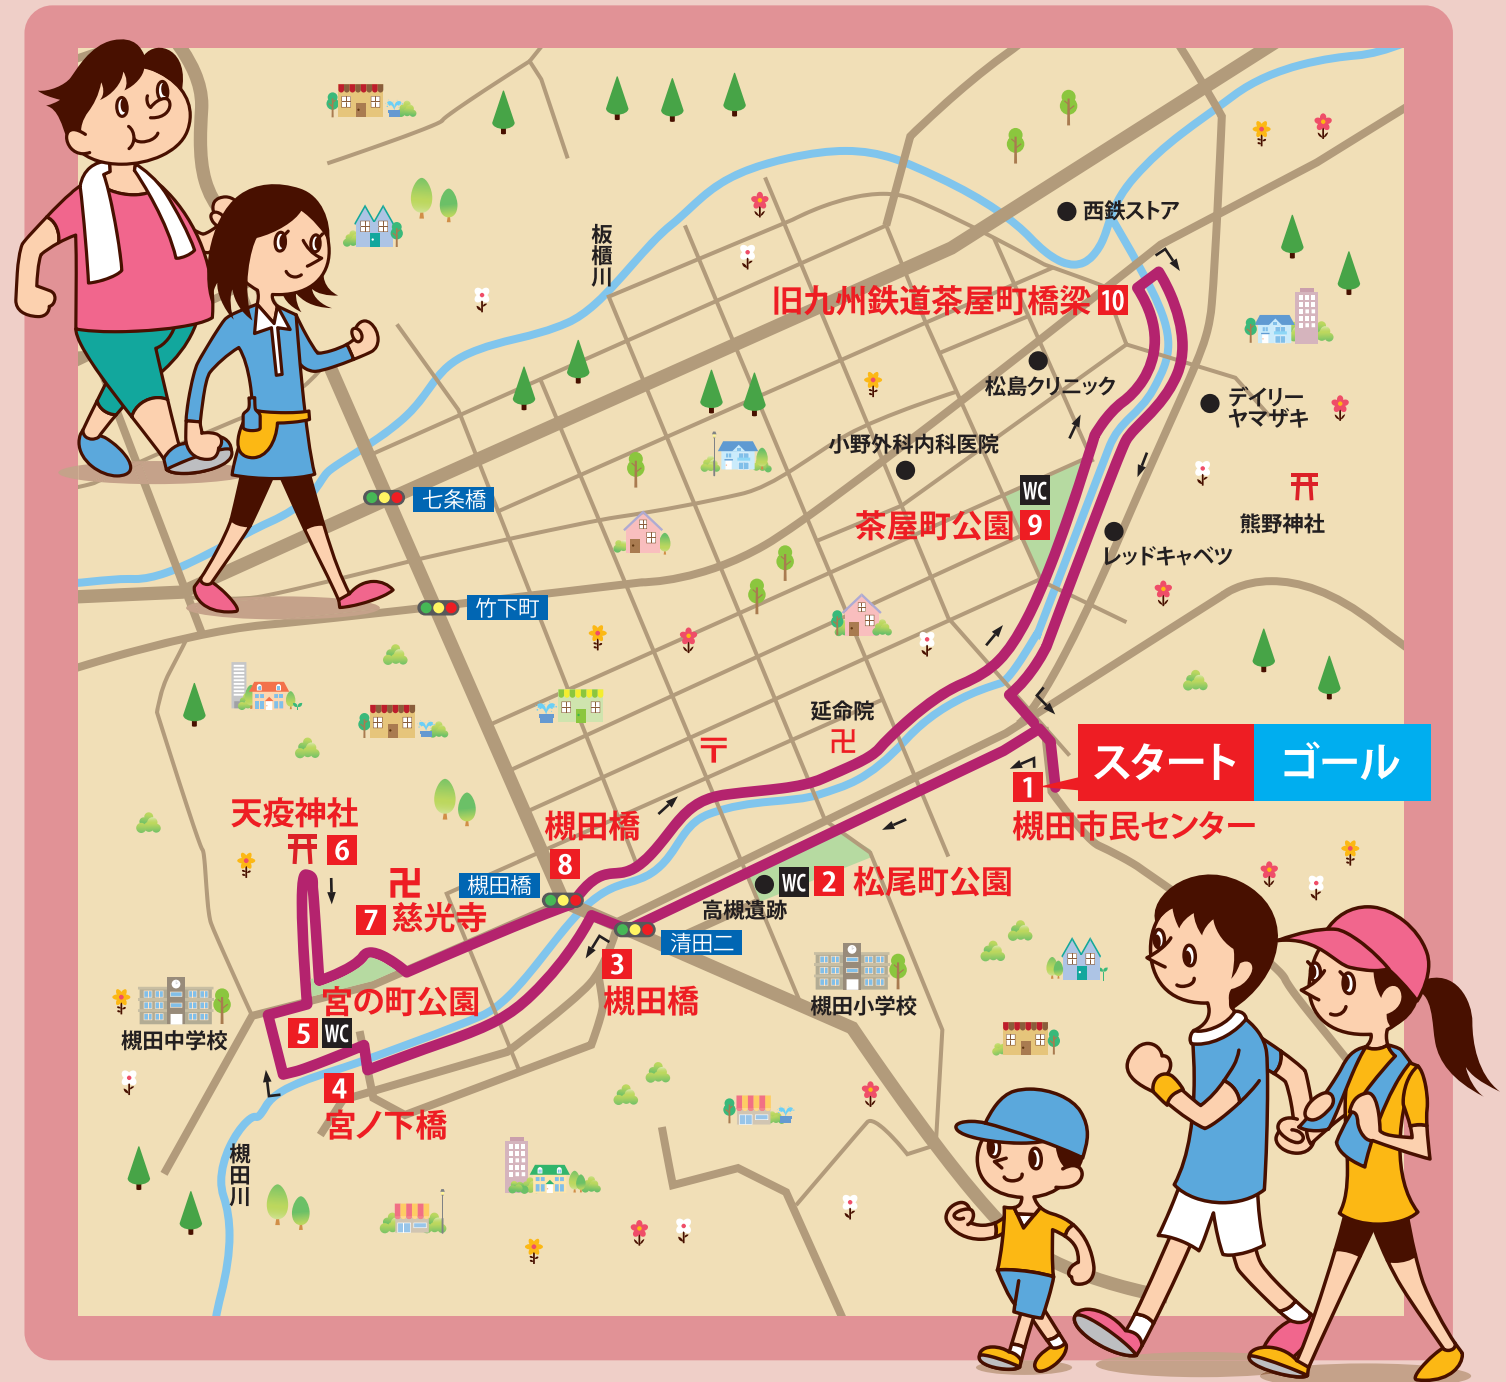 西鉄ストア
板櫃川
旧九州鉄道茶屋町橋梁 10
松島クリニック
デイリー
ヤマザキ
小野外科内科医院
WC
茶屋町公園 9
熊野神社
レッドキャベツ
七条橋
竹下町
延命院
スタート ゴール
1
槻田市民センター
天疫神社
6
槻田橋
8
槻田橋
7 慈光寺
WC 2 松尾町公園
高槻遺跡
清田二
3
槻田橋
宮の町公園
5 WC
槻田小学校
槻田中学校
4
宮ノ下橋
槻田川